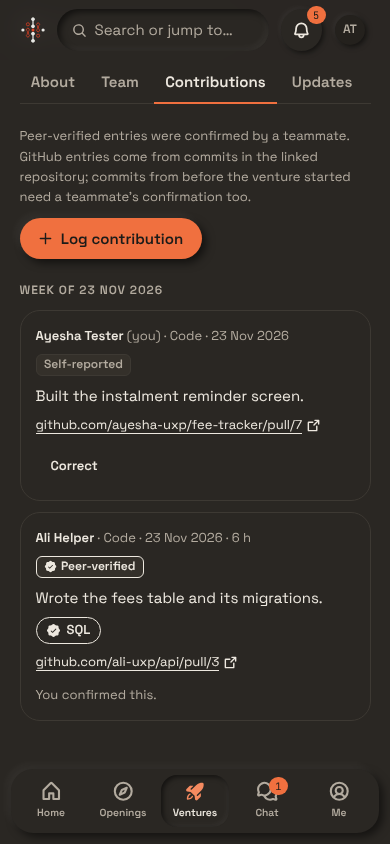 Search or jump to...
5
AT
About Team Contributions Updates
Peer-verified entries were confirmed by a teammate.
GitHub entries come from commits in the linked
repository; commits from before the venture started
need a teammate's confirmation too.
+ Log contribution
WEEK OF 23 NOV 2026
Ayesha Tester (you) · Code · 23 Nov 2026
Self-reported
Built the instalment reminder screen.
github.com/ayesha-uxp/fee-tracker/pull/7
Correct
Ali Helper · Code · 23 Nov 2026 · 6 h
Peer-verified
Wrote the fees table and its migrations.
SQL
github.com/ali-uxp/api/pull/3
You confirmed this.
1
Home Openings Ventures Chat Me